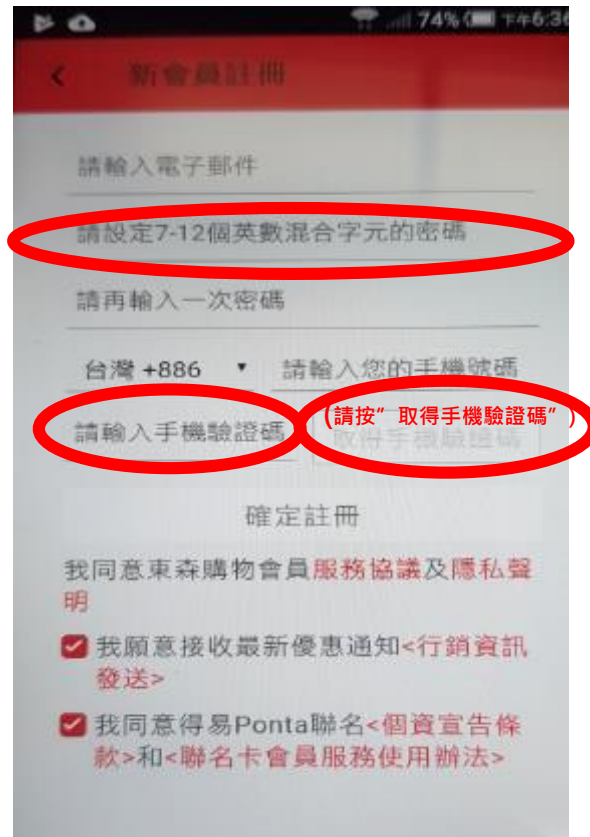 74% 下午6:36
新會員註冊
請輸入電子郵件
請設定7-12個英數混合字元的密碼
請再輸入一次密碼
台灣 +886 請輸入您的手機號碼
(請按”取得手機驗證碼”)
請輸入手機驗證碼 取得手機驗證碼
確定註冊
我同意東森購物會員服務協議及隱私聲
明
我願意接收最新優惠通知<行銷資訊
發送>
我同意得易Ponta聯名<個資宣告條
款>和<聯名卡會員服務使用辦法>